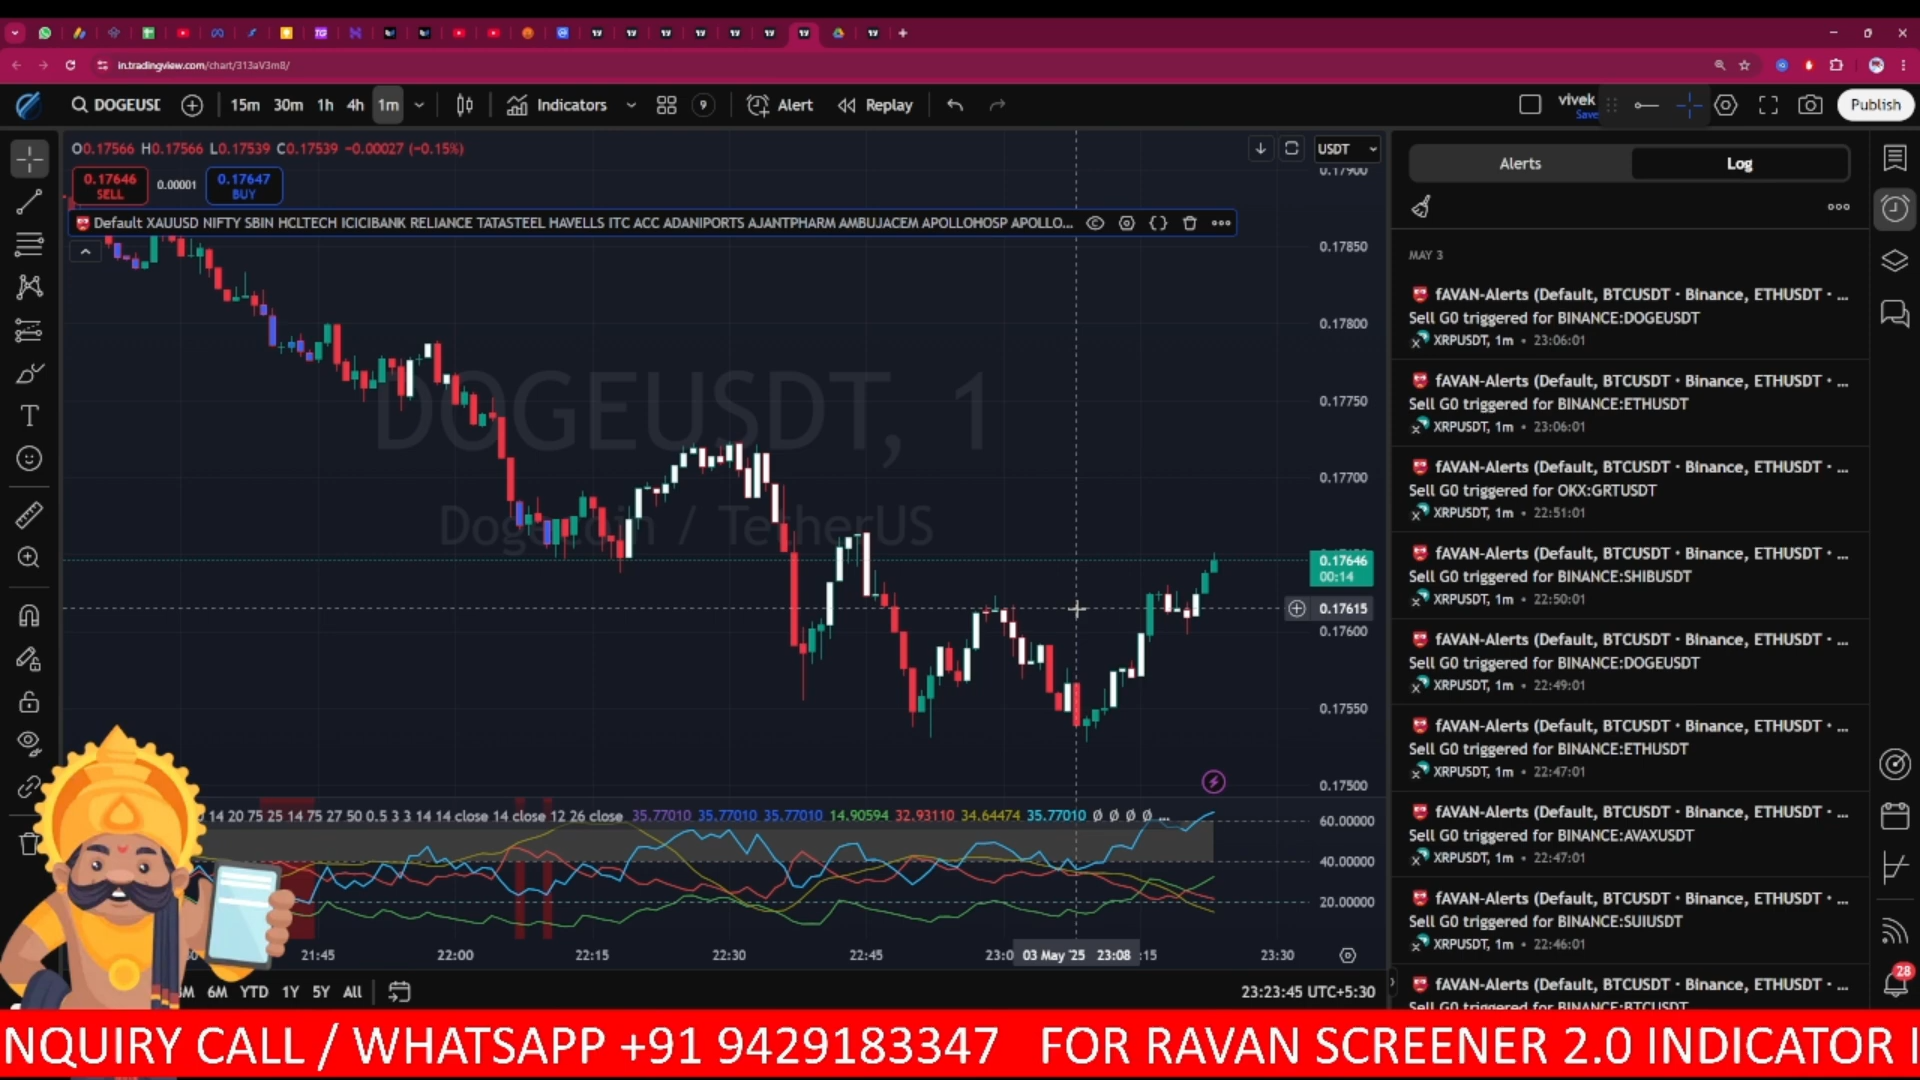 in.tradingview.com/chart/313aV3m8/
DOGEUSD
15m 30m 1h 4h 1m
Indicators
9
Alert
Replay
vivek
Save
Publish
O0.17566 H0.17566 L0.17539 C0.17539 −0.00027 (−0.15%)
USDT
0.17646
SELL
0.00001
0.17647
BUY
Default XAUUSD NIFTY SBIN HCLTECH ICICIBANK RELIANCE TATASTEEL HAVELLS ITC ACC ADANIPORTS AJANTPHARM AMBUJACEM APOLLOHOSP APOLLO...
DOGEUSDT, 1
Dogecoin / TetherUS
0.17900
0.17850
0.17800
0.17750
0.17700
0.17646
00:14
0.17615
0.17600
0.17550
0.17500
14 20 75 25 14 75 27 50 0.5 3 3 14 14 close 14 close 12 26 close 35.77010 35.77010 35.77010 14.90594 32.93110 34.64474 35.77010 Ø Ø Ø Ø ...
60.00000
40.00000
20.00000
21:45 22:00 22:15 22:30 22:45 23:0 03 May '25 23:08 :15 23:30
6M YTD 1Y 5Y All
23:23:45 UTC+5:30
Alerts
Log
MAY 3
fAVAN-Alerts (Default, BTCUSDT · Binance, ETHUSDT · ...
Sell G0 triggered for BINANCE:DOGEUSDT
XRPUSDT, 1m • 23:06:01
fAVAN-Alerts (Default, BTCUSDT · Binance, ETHUSDT · ...
Sell G0 triggered for BINANCE:ETHUSDT
XRPUSDT, 1m • 23:06:01
fAVAN-Alerts (Default, BTCUSDT · Binance, ETHUSDT · ...
Sell G0 triggered for OKX:GRTUSDT
XRPUSDT, 1m • 22:51:01
fAVAN-Alerts (Default, BTCUSDT · Binance, ETHUSDT · ...
Sell G0 triggered for BINANCE:SHIBUSDT
XRPUSDT, 1m • 22:50:01
fAVAN-Alerts (Default, BTCUSDT · Binance, ETHUSDT · ...
Sell G0 triggered for BINANCE:DOGEUSDT
XRPUSDT, 1m • 22:49:01
fAVAN-Alerts (Default, BTCUSDT · Binance, ETHUSDT · ...
Sell G0 triggered for BINANCE:ETHUSDT
XRPUSDT, 1m • 22:47:01
fAVAN-Alerts (Default, BTCUSDT · Binance, ETHUSDT · ...
Sell G0 triggered for BINANCE:AVAXUSDT
XRPUSDT, 1m • 22:47:01
fAVAN-Alerts (Default, BTCUSDT · Binance, ETHUSDT · ...
Sell G0 triggered for BINANCE:SUIUSDT
XRPUSDT, 1m • 22:46:01
fAVAN-Alerts (Default, BTCUSDT · Binance, ETHUSDT · ...
Sell G0 triggered for BINANCE:BTCUSDT
28
NQUIRY CALL / WHATSAPP +91 9429183347 FOR RAVAN SCREENER 2.0 INDICATOR I